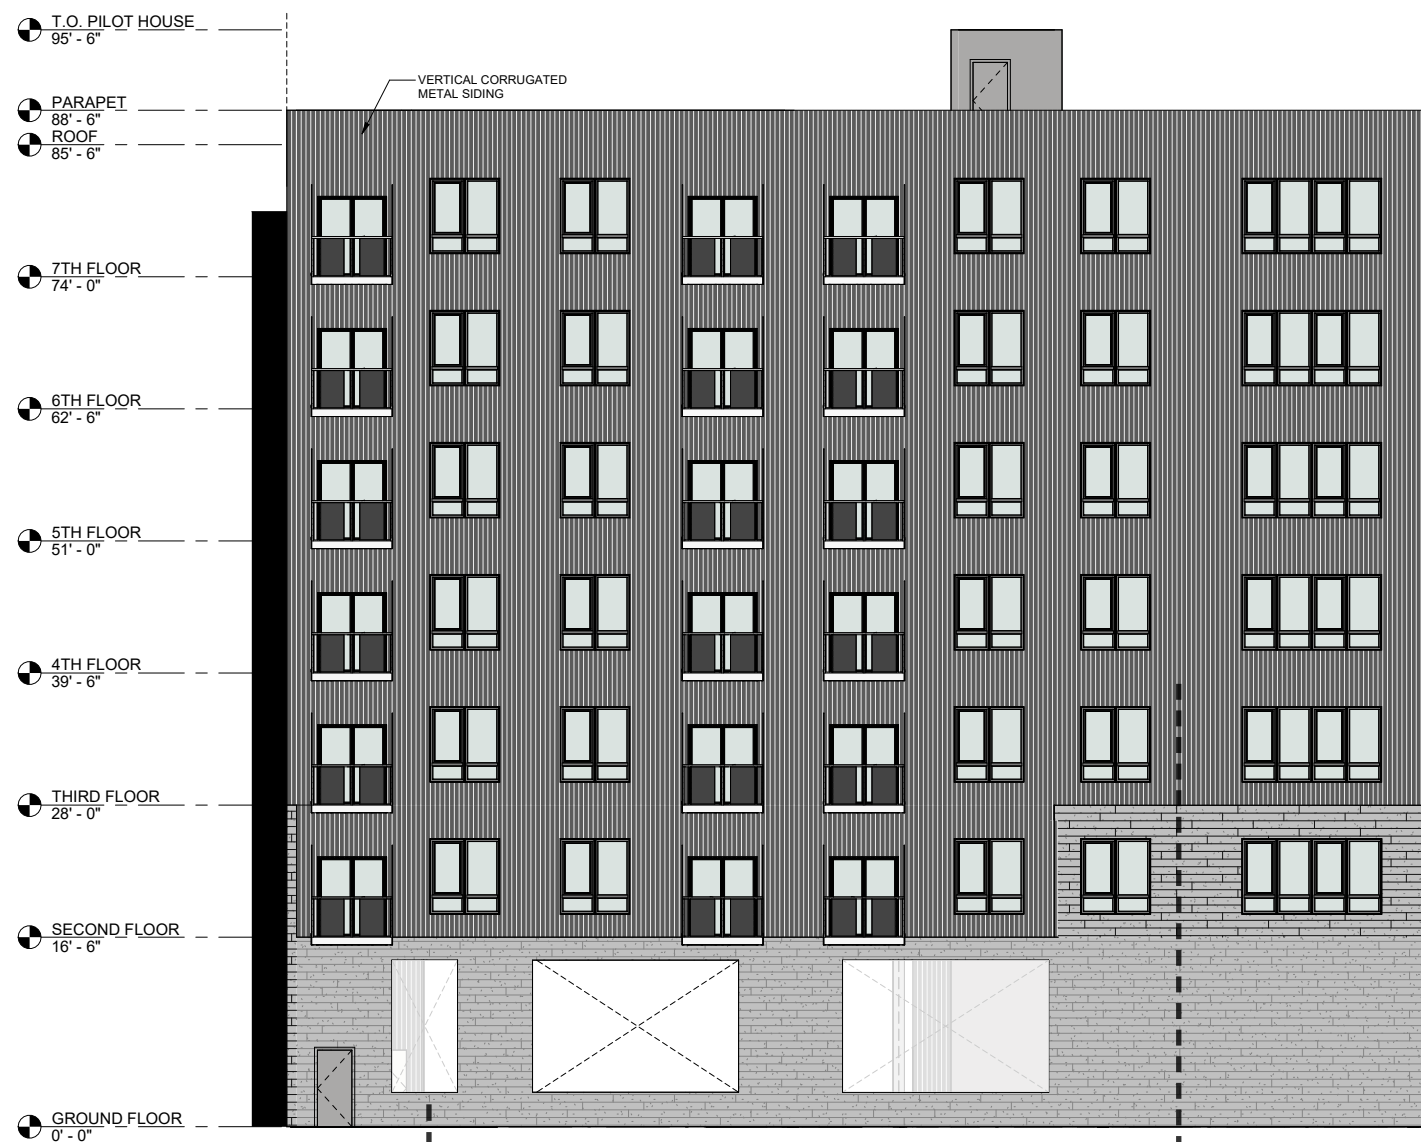 T.O. PILOT HOUSE
95' - 6"
VERTICAL CORRUGATED
METAL SIDING
PARAPET
88' - 6"
ROOF
85' - 6"
7TH FLOOR
74' - 0"
6TH FLOOR
62' - 6"
5TH FLOOR
51' - 0"
4TH FLOOR
39' - 6"
THIRD FLOOR
28' - 0"
SECOND FLOOR
16' - 6"
GROUND FLOOR
0' - 0"